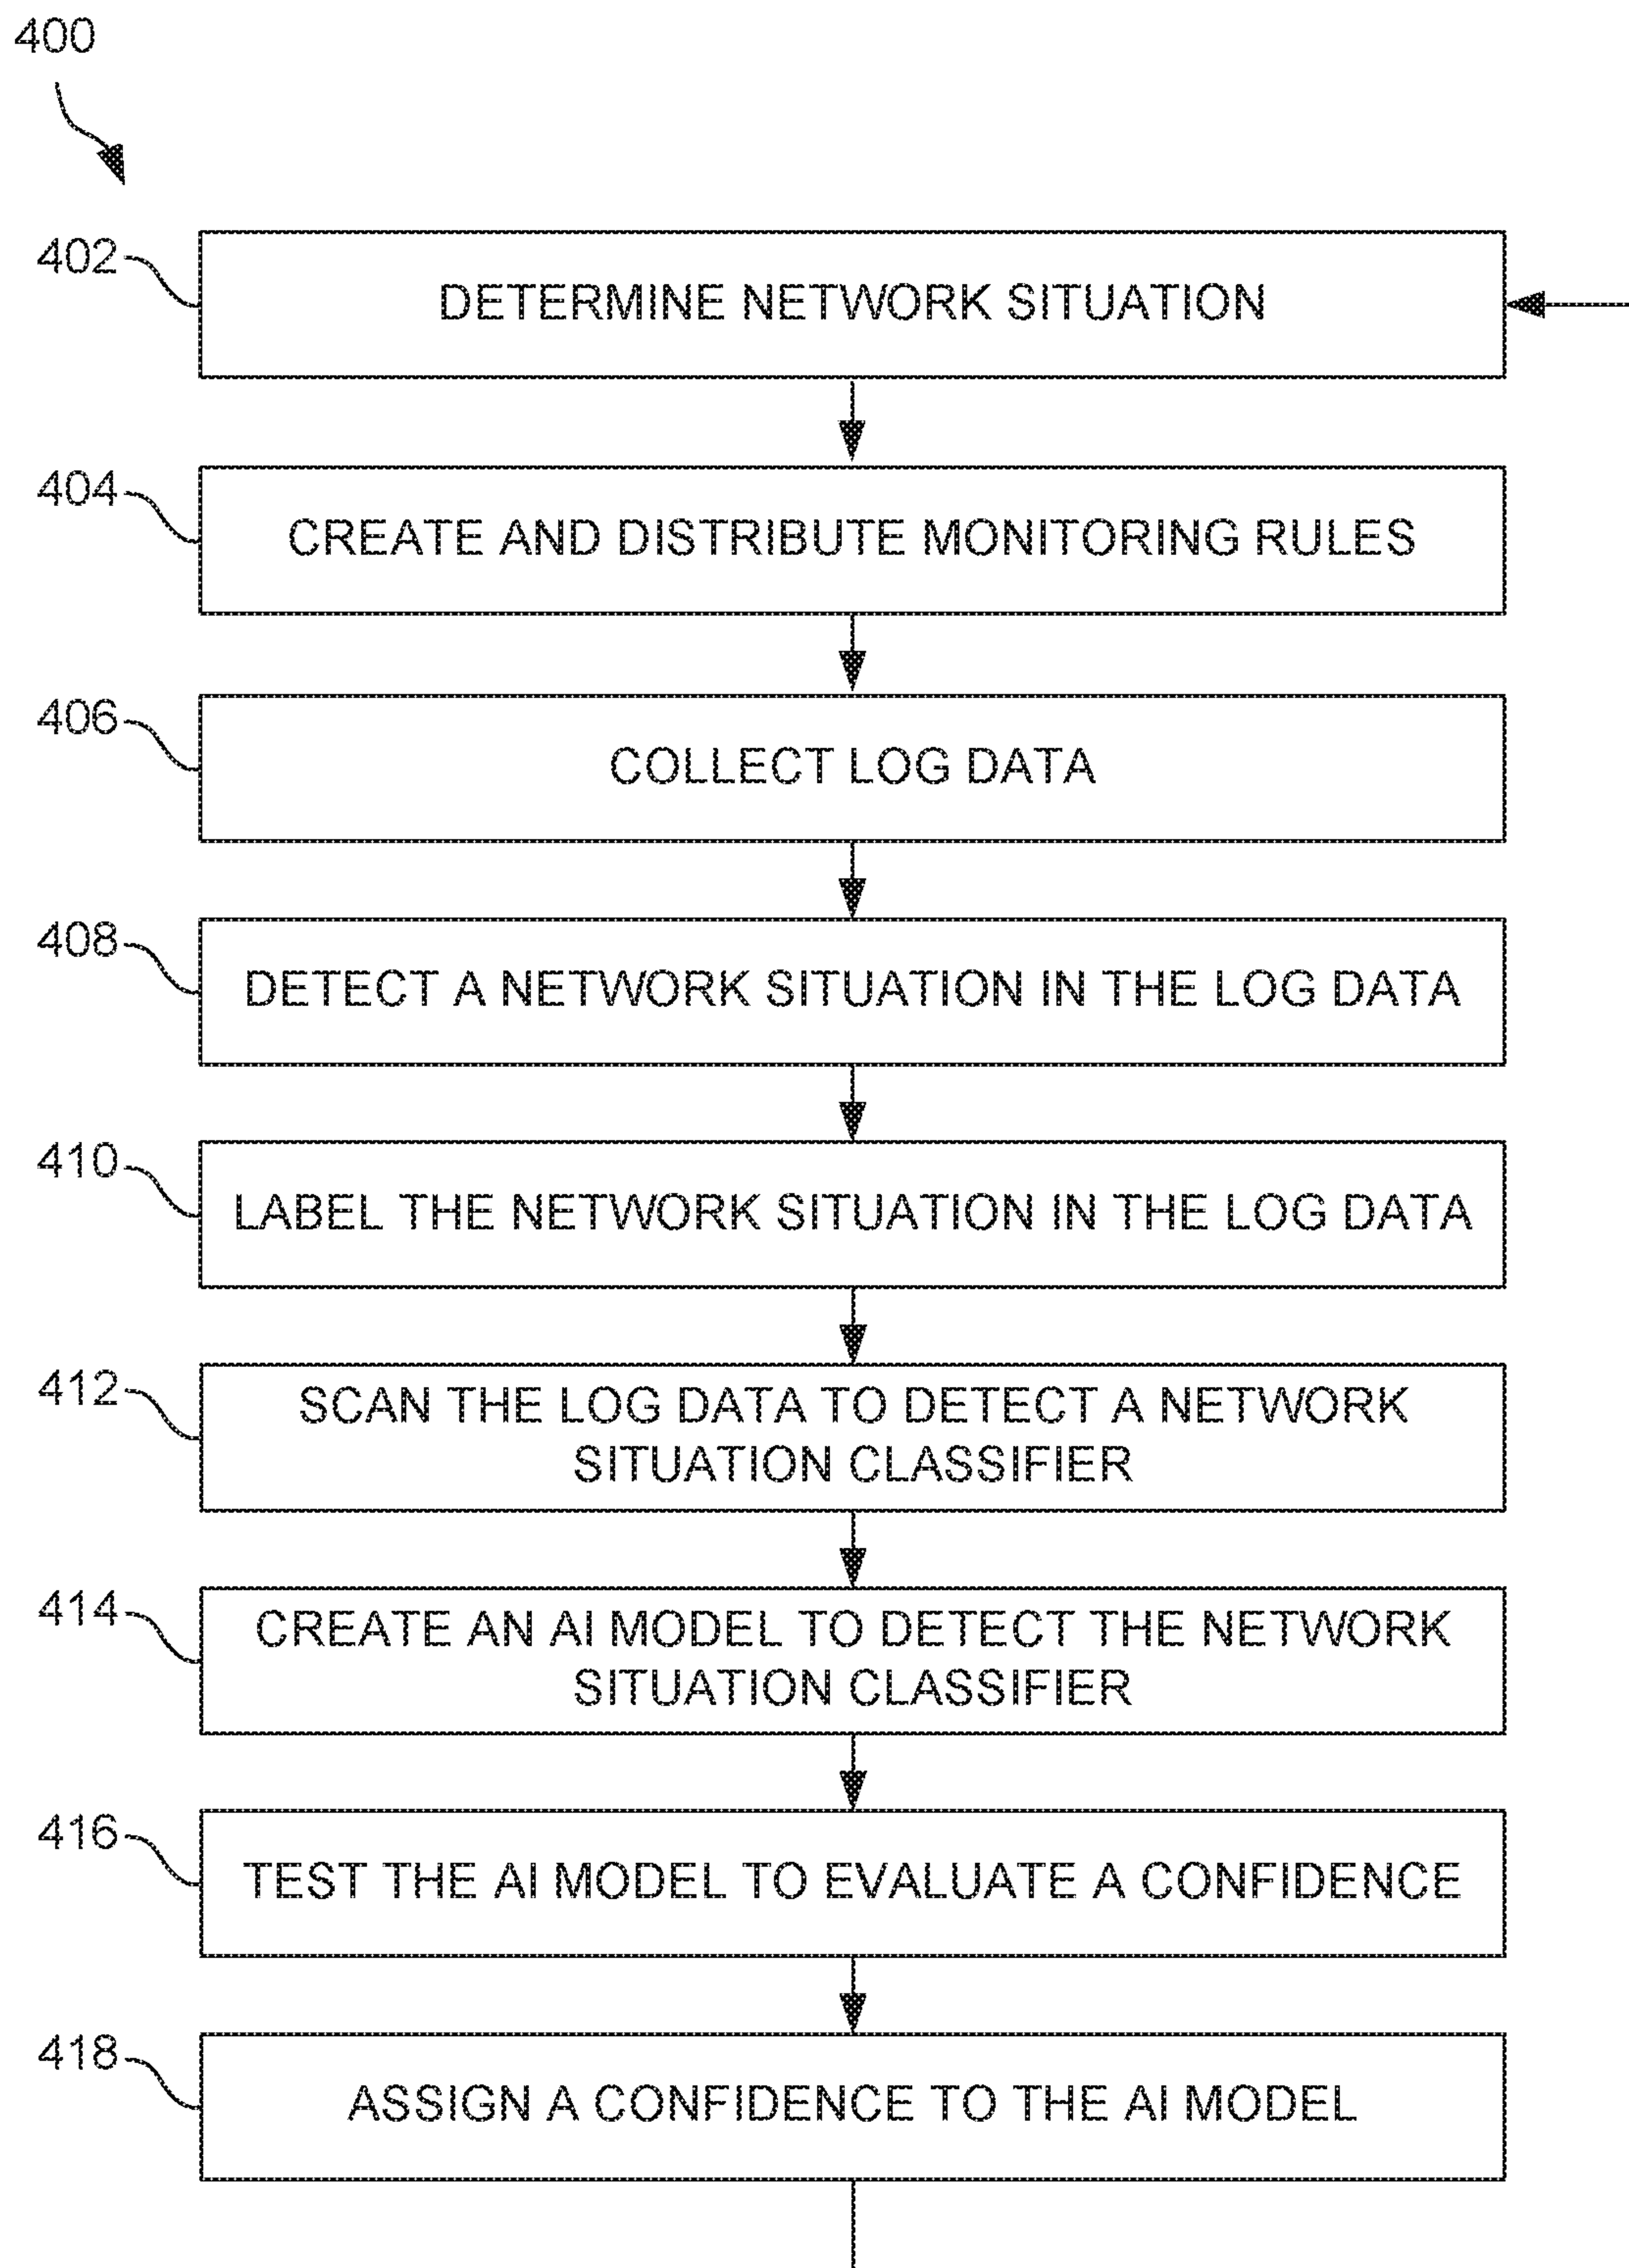 400
402
DETERMINE NETWORK SITUATION
404
CREATE AND DISTRIBUTE MONITORING RULES
406
COLLECT LOG DATA
408
DETECT A NETWORK SITUATION IN THE LOG DATA
410
LABEL THE NETWORK SITUATION IN THE LOG DATA
412
SCAN THE LOG DATA TO DETECT A NETWORK
SITUATION CLASSIFIER
414
CREATE AN AI MODEL TO DETECT THE NETWORK
SITUATION CLASSIFIER
416
TEST THE AI MODEL TO EVALUATE A CONFIDENCE
418
ASSIGN A CONFIDENCE TO THE AI MODEL